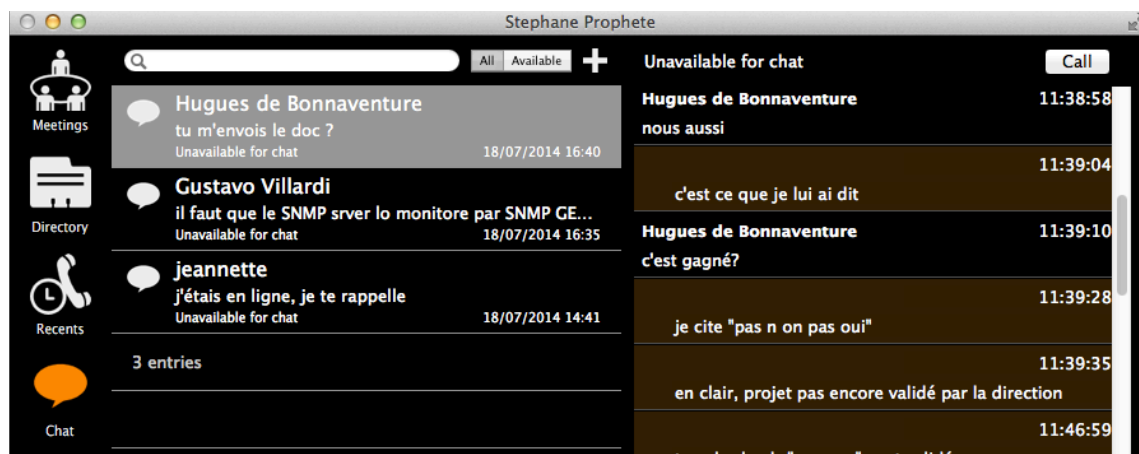 Stephane Prophete
Meetings
Directory
Recents
Chat
All Available
Hugues de Bonnaventure
tu m'envois le doc ?
Unavailable for chat 18/07/2014 16:40
Gustavo Villardi
il faut que le SNMP srver lo monitore par SNMP GE...
Unavailable for chat 18/07/2014 16:35
jeannette
j'étais en ligne, je te rappelle
Unavailable for chat 18/07/2014 14:41
3 entries
Unavailable for chat Call
Hugues de Bonnaventure 11:38:58
nous aussi
11:39:04
c'est ce que je lui ai dit
Hugues de Bonnaventure 11:39:10
c'est gagné?
11:39:28
je cite "pas n on pas oui"
11:39:35
en clair, projet pas encore validé par la direction
11:46:59